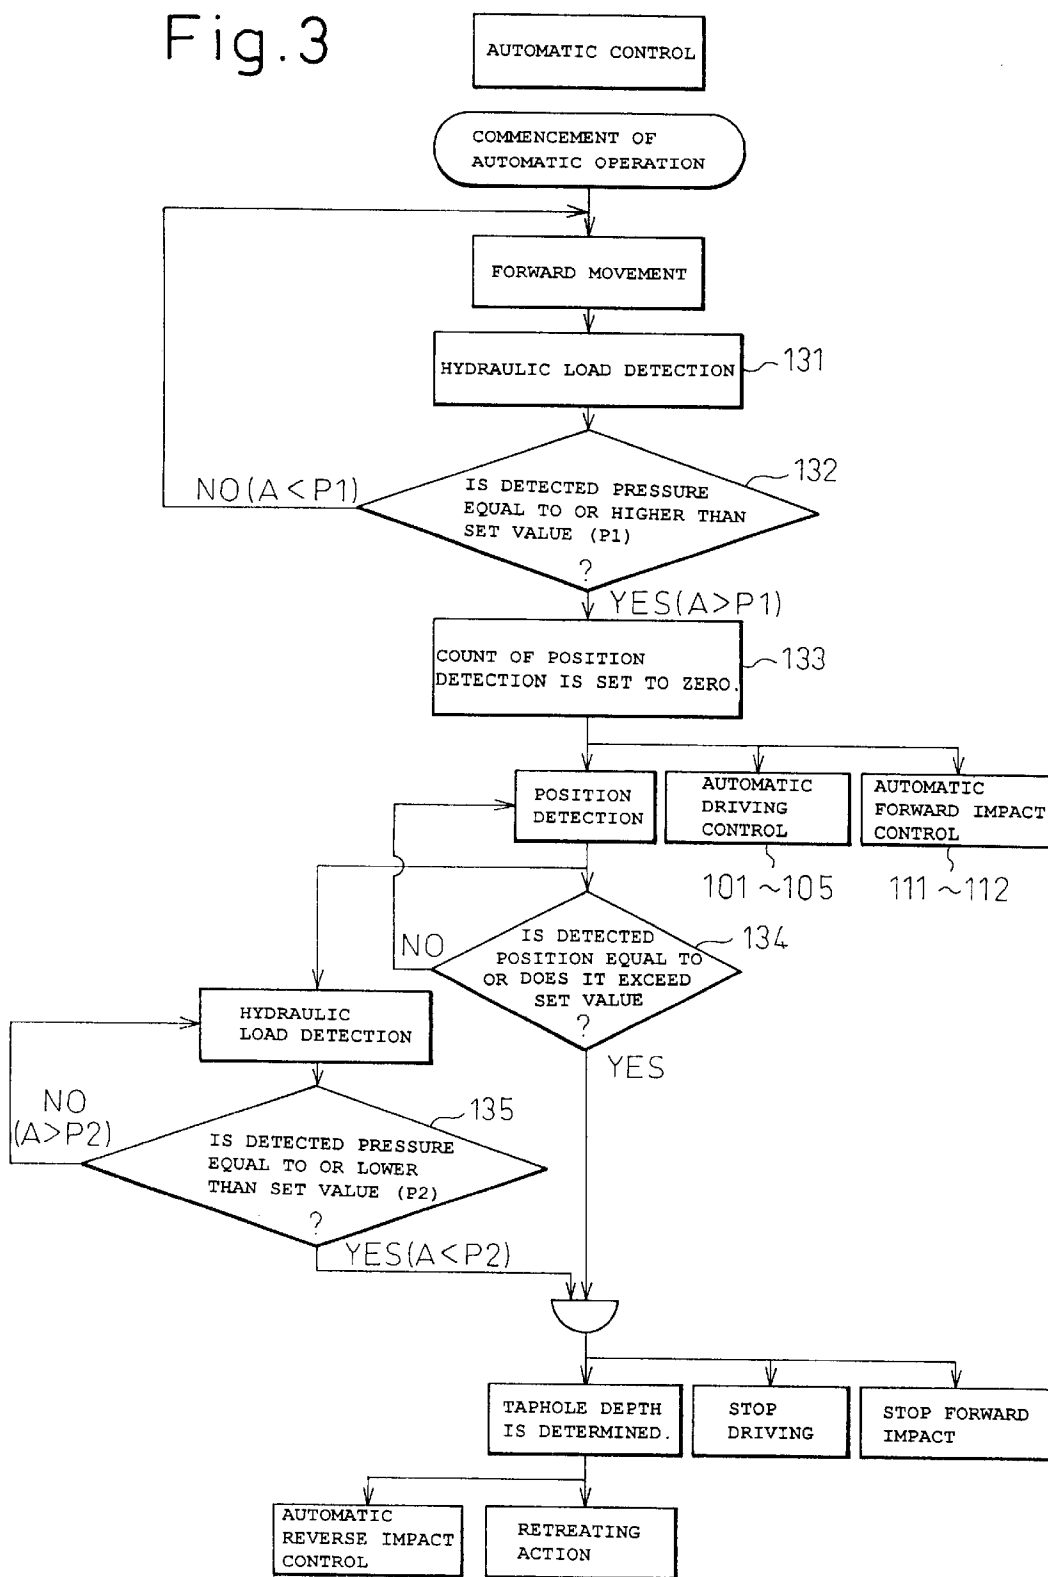 Fig.3
AUTOMATIC CONTROL
COMMENCEMENT OF
AUTOMATIC OPERATION
FORWARD MOVEMENT
HYDRAULIC LOAD DETECTION
131
132
NO(A<P1)
IS DETECTED PRESSURE
EQUAL TO OR HIGHER THAN
SET VALUE (P1)
?
YES(A>P1)
COUNT OF POSITION
DETECTION IS SET TO ZERO.
133
POSITION
DETECTION
AUTOMATIC
DRIVING
CONTROL
AUTOMATIC
FORWARD IMPACT
CONTROL
101~105
111~112
NO
IS DETECTED
POSITION EQUAL TO
OR DOES IT EXCEED
SET VALUE
?
134
HYDRAULIC
LOAD DETECTION
YES
NO
(A>P2)
135
IS DETECTED PRESSURE
EQUAL TO OR LOWER
THAN SET VALUE (P2)
?
YES(A<P2)
TAPHOLE DEPTH
IS DETERMINED.
STOP
DRIVING
STOP FORWARD
IMPACT
AUTOMATIC
REVERSE IMPACT
CONTROL
RETREATING
ACTION